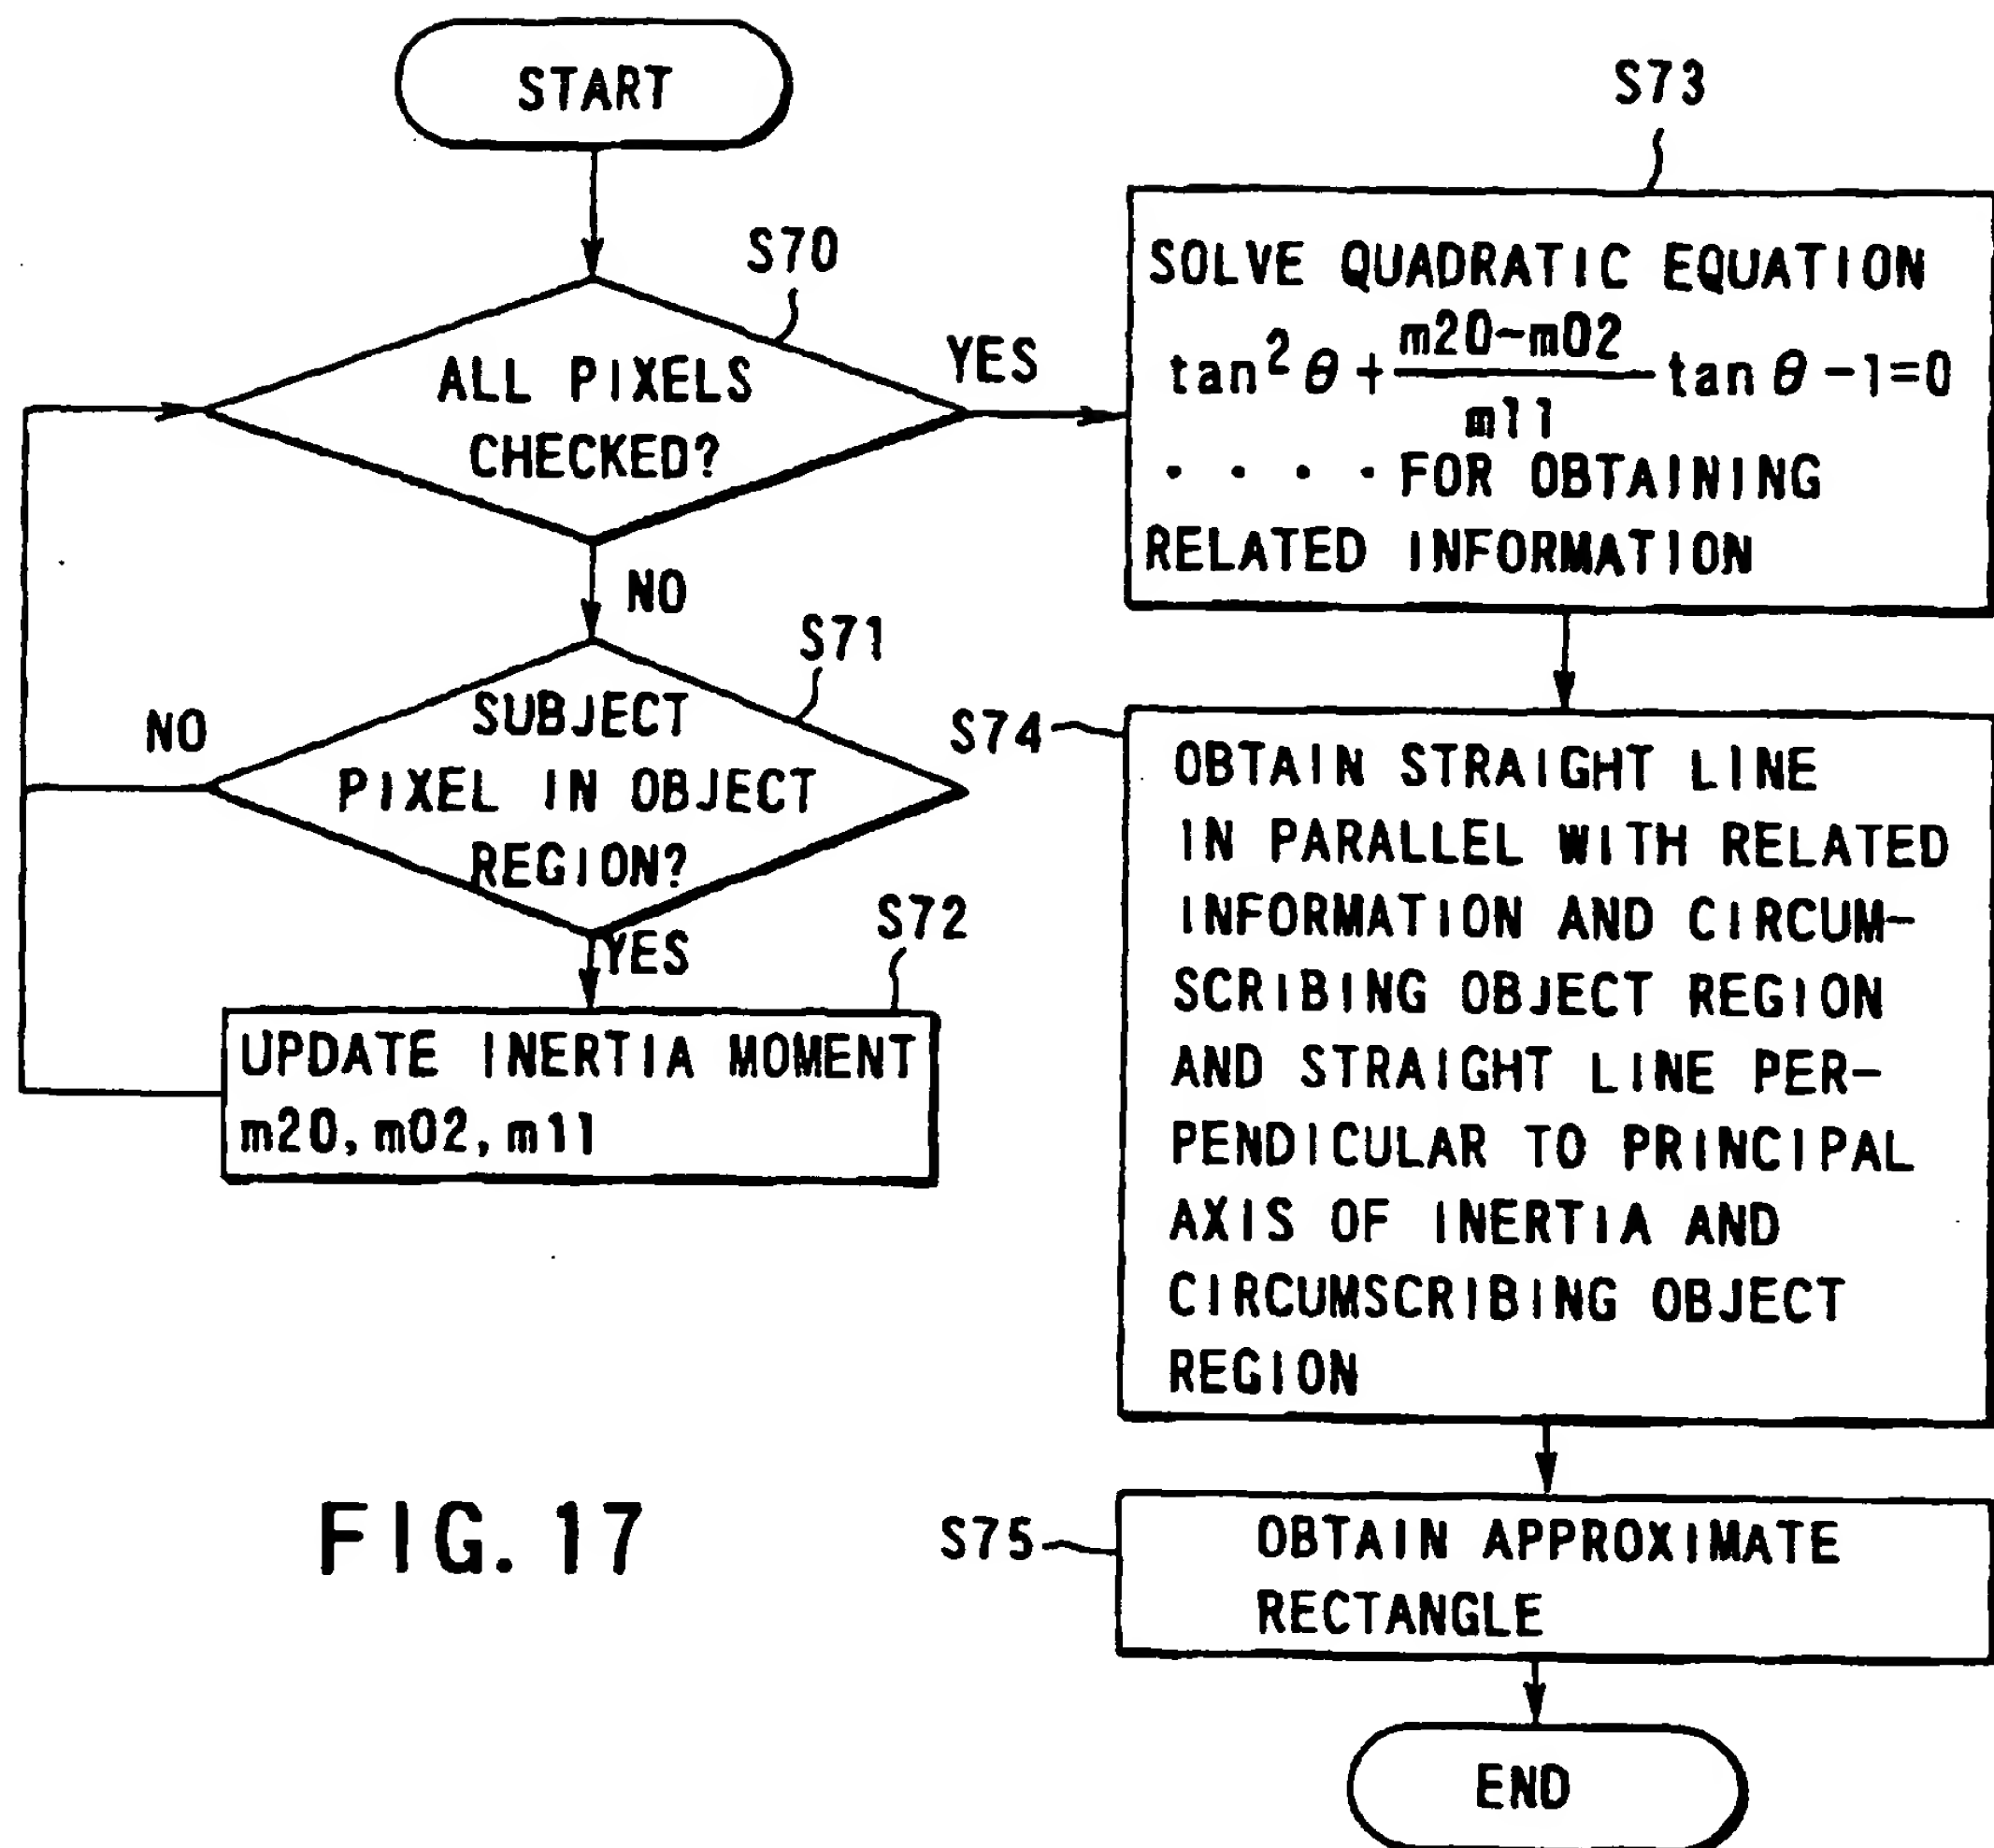 START
S70
ALL PIXELS
CHECKED?
YES
NO
S71
SUBJECT
PIXEL IN OBJECT
REGION?
NO
YES
S72
UPDATE INERTIA MOMENT
m20, m02, m11
S73
SOLVE QUADRATIC EQUATION
tan² θ + (m20~m02)/m11 tan θ -1=0
· · · · FOR OBTAINING
RELATED INFORMATION
S74
OBTAIN STRAIGHT LINE
IN PARALLEL WITH RELATED
INFORMATION AND CIRCUM-
SCRIBING OBJECT REGION
AND STRAIGHT LINE PER-
PENDICULAR TO PRINCIPAL
AXIS OF INERTIA AND
CIRCUMSCRIBING OBJECT
REGION
S75
OBTAIN APPROXIMATE
RECTANGLE
END
FIG. 17